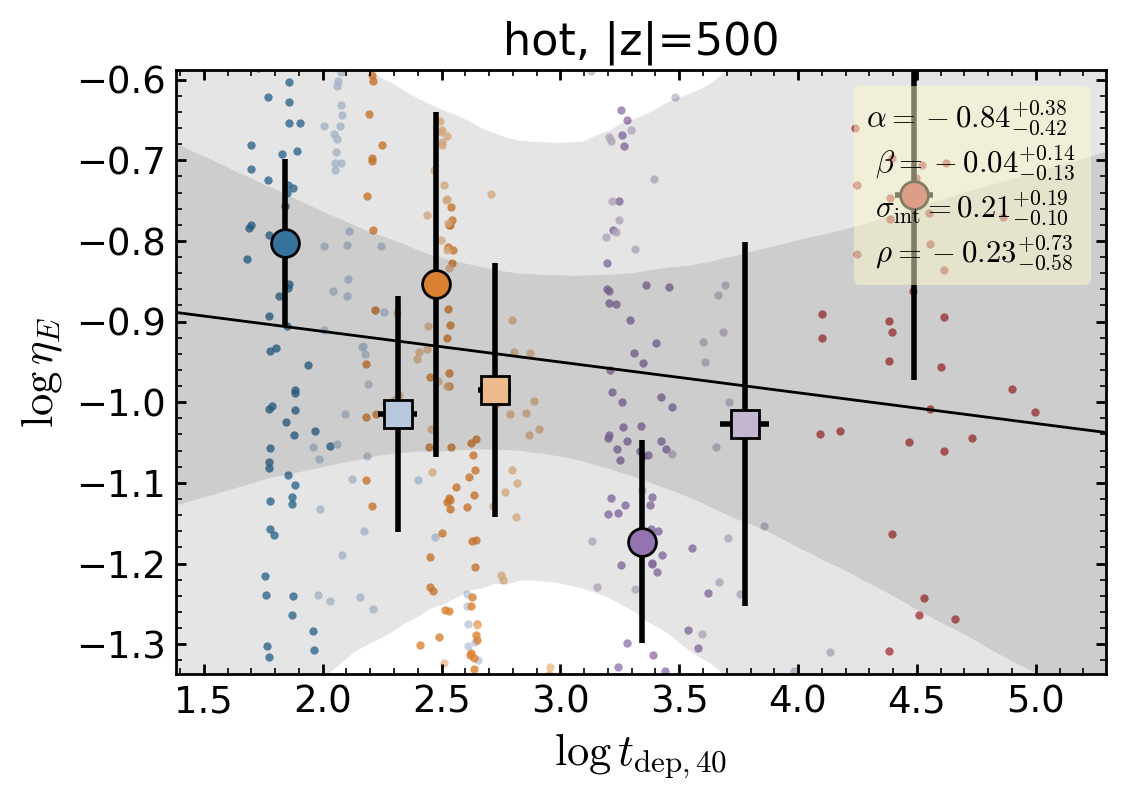 hot, |z|=500
−0.6
−0.7
−0.8
−0.9
−1.0
−1.1
−1.2
−1.3
log η_E
α = −0.84^{+0.38}_{−0.42}
β = −0.04^{+0.14}_{−0.13}
σ_int = 0.21^{+0.19}_{−0.10}
ρ = −0.23^{+0.73}_{−0.58}
1.5 2.0 2.5 3.0 3.5 4.0 4.5 5.0
log t_{dep, 40}